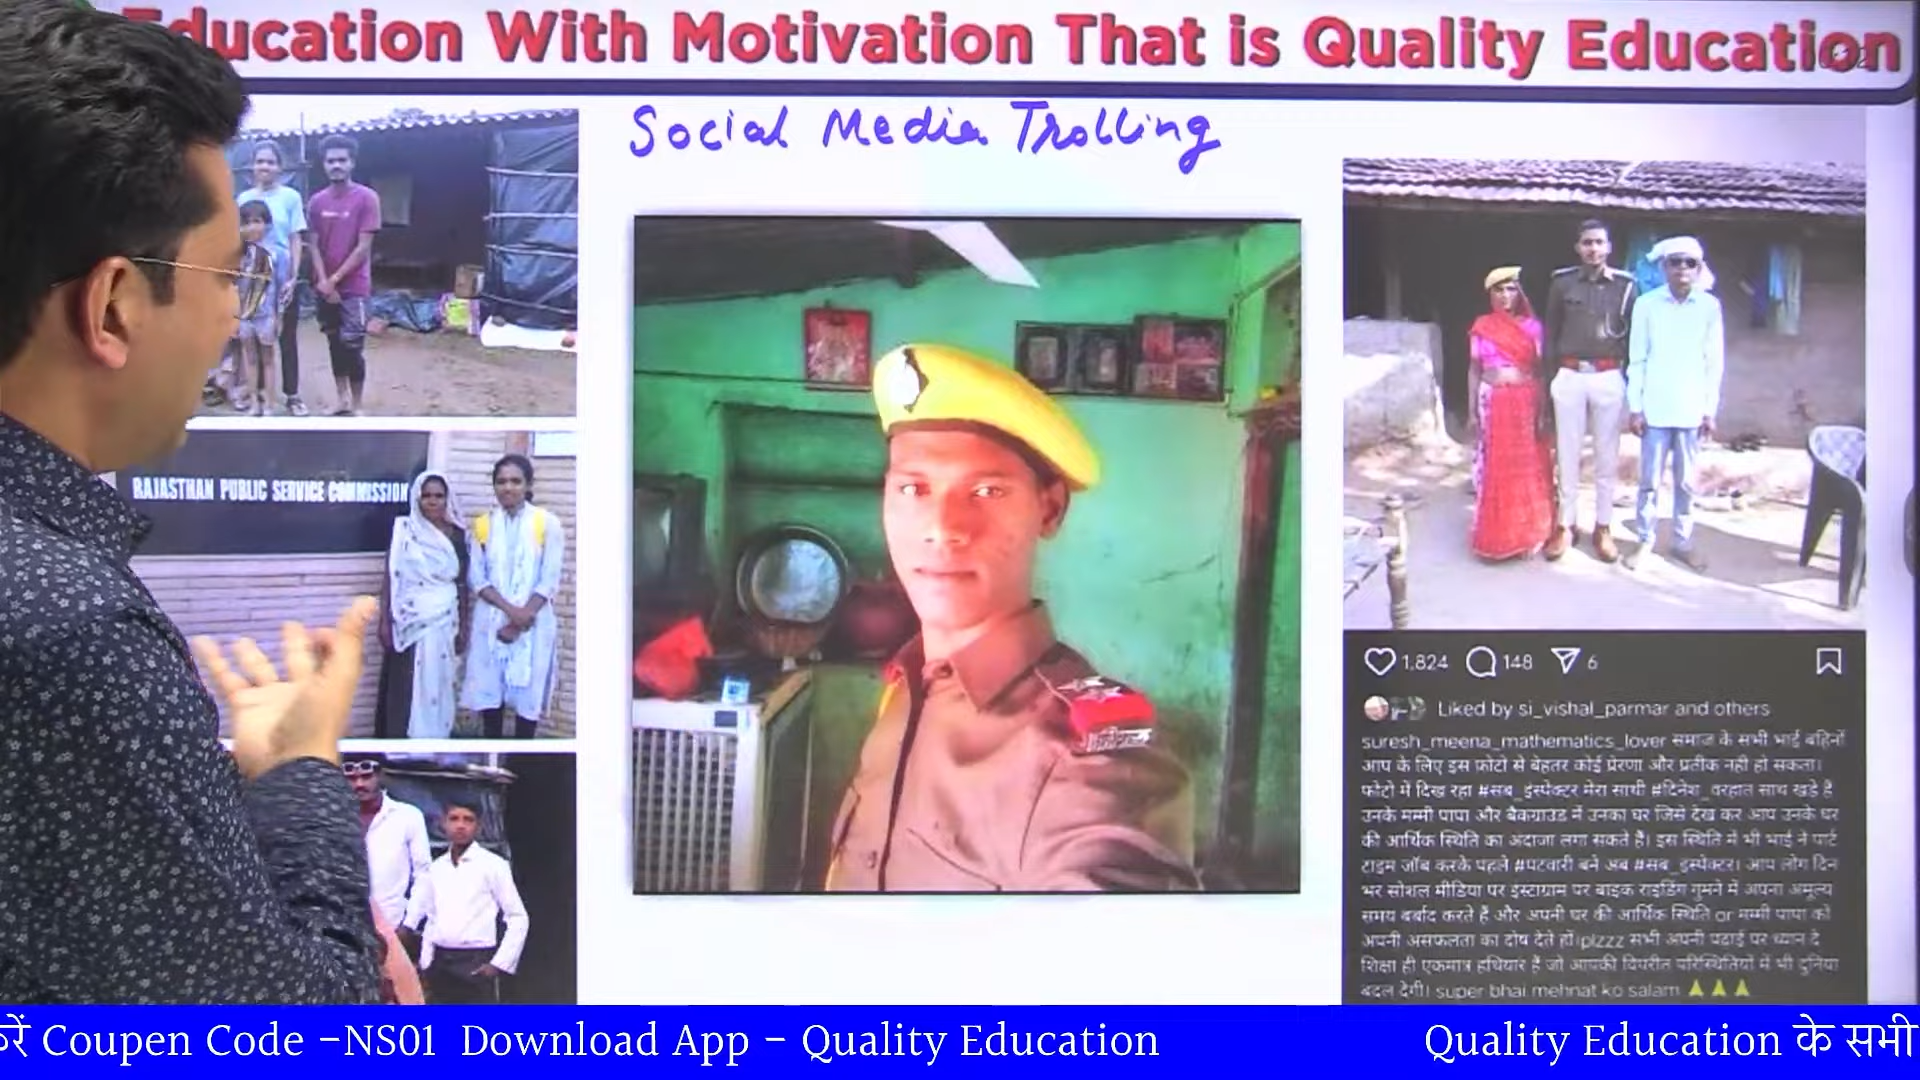 Education With Motivation That is Quality Education
Social Media Trolling
RAJASTHAN PUBLIC SERVICE COMMISSION
1,824 148 6
Liked by si_vishal_parmar and others
suresh_meena_mathematics_lover समाज के सभी भाई बहिनों
आप के लिए इस फ़ोटो से बेहतर कोई प्रेरणा और प्रतीक नही हो सकता।
फोटो में दिख रहा #सब_इंस्पेक्टर मेरा साथी #दिनेश_वरहात साथ खड़े है
उनके मम्मी पापा और बैकग्राउड में उनका घर जिसे देख कर आप उनके घर
की आर्थिक स्थिति का अंदाजा लगा सकते है। इस स्थिति में भी भाई ने पार्ट
टाइम जॉब करके पहले #पटवारी बने अब #सब_इंस्पेक्टर। आप लोग दिन
भर सोशल मीडिया पर इंस्टाग्राम पर बाइक राइडिंग गुमने में अपना अमूल्य
समय बर्बाद करते हैं और अपनी घर की आर्थिक स्थिति or मम्मी पापा को
अपनी असफलता का दोष देते हों।plzzz सभी अपनी पढाई पर ध्यान दे
शिक्षा ही एकमात्र हथियार हैं जो आपकी विपरीत परिस्थितियों में भी दुनिया
बदल देगी। super bhai mehnat ko salam
रें Coupen Code -NS01 Download App - Quality Education Quality Education के सभी